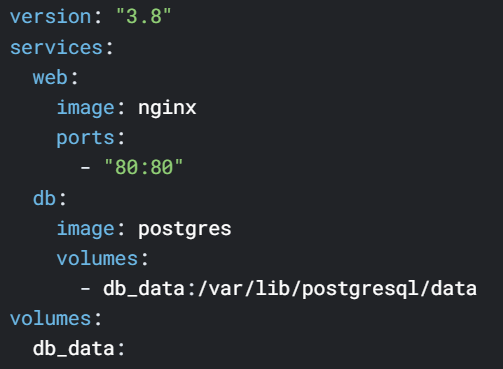 version: "3.8"
services:
  web:
    image: nginx
    ports:
      - "80:80"
  db:
    image: postgres
    volumes:
      - db_data:/var/lib/postgresql/data
volumes:
  db_data: